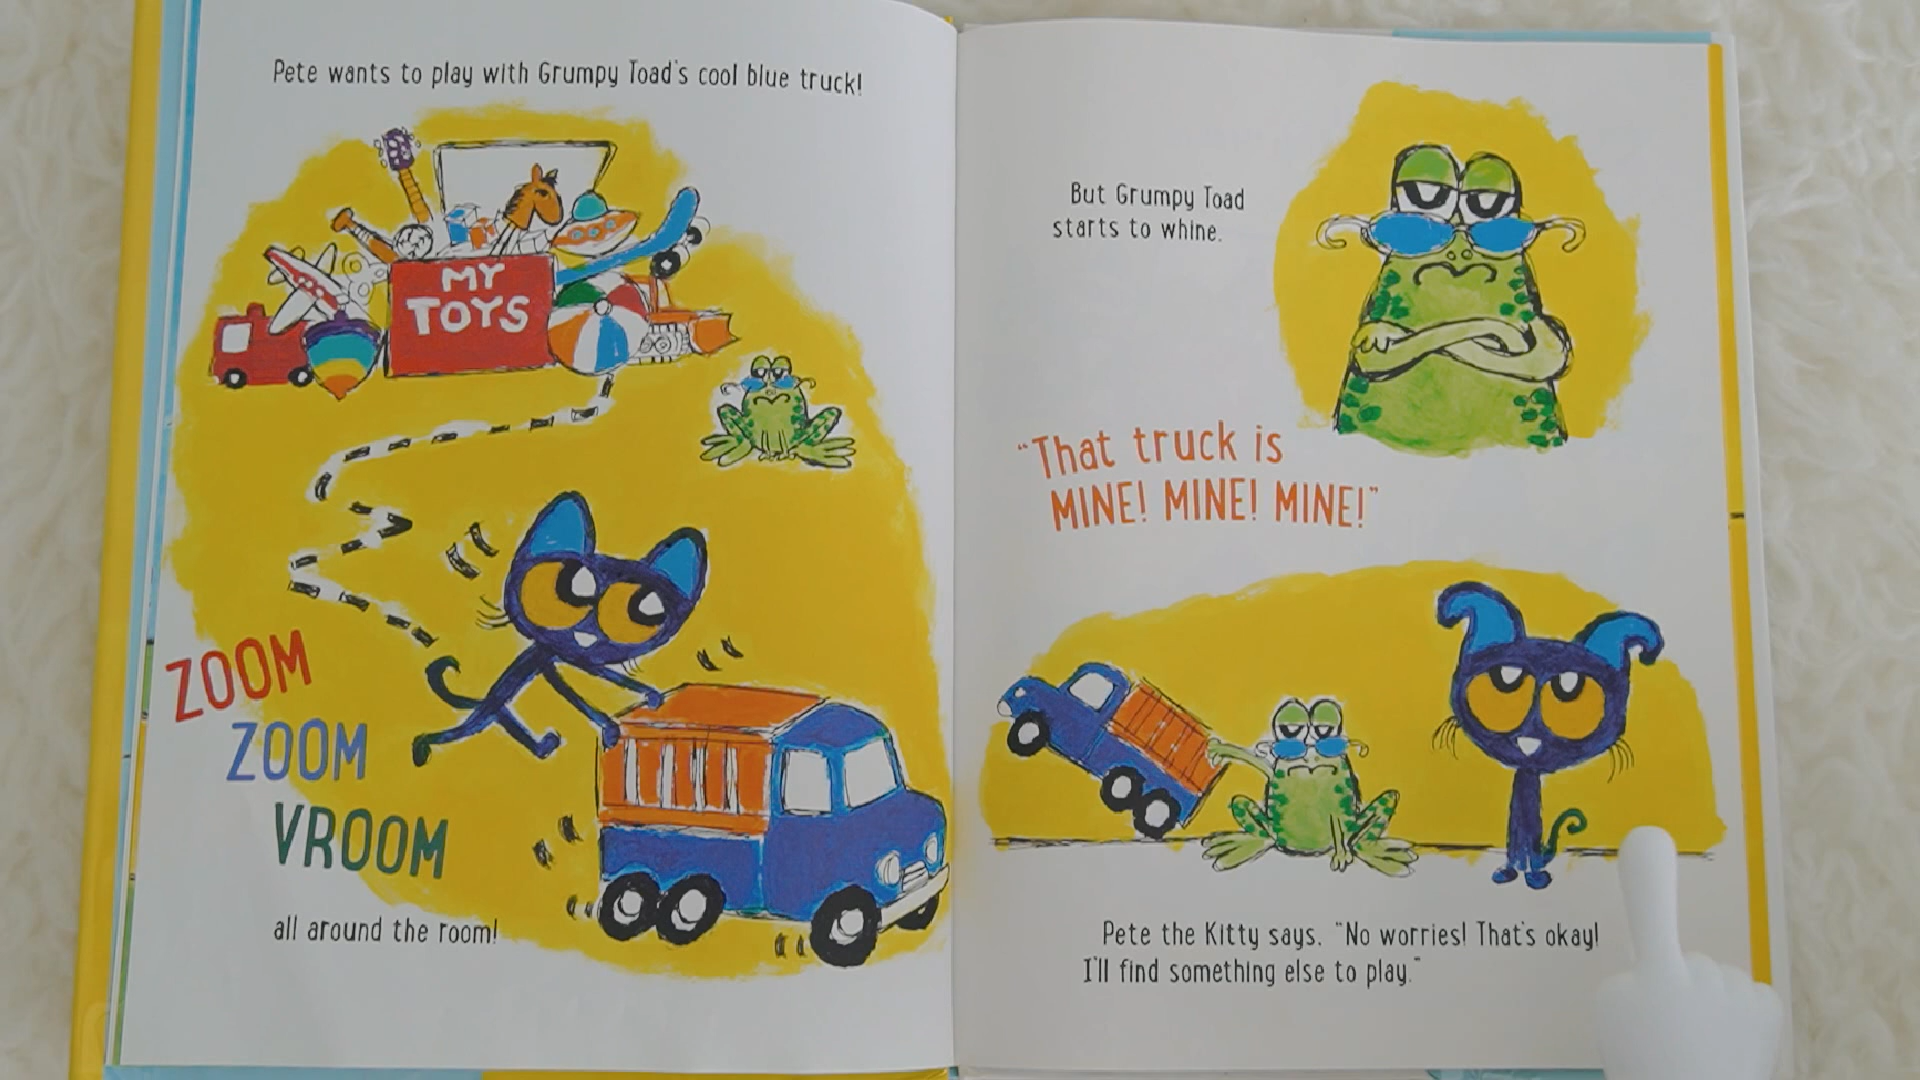 Pete wants to play with Grumpy Toad's cool blue truck!
MY
TOYS
ZOOM
ZOOM
VROOM
all around the room!
But Grumpy Toad
starts to whine.
"That truck is
MINE! MINE! MINE!"
Pete the Kitty says. "No worries! That's okay!
I'll find something else to play."